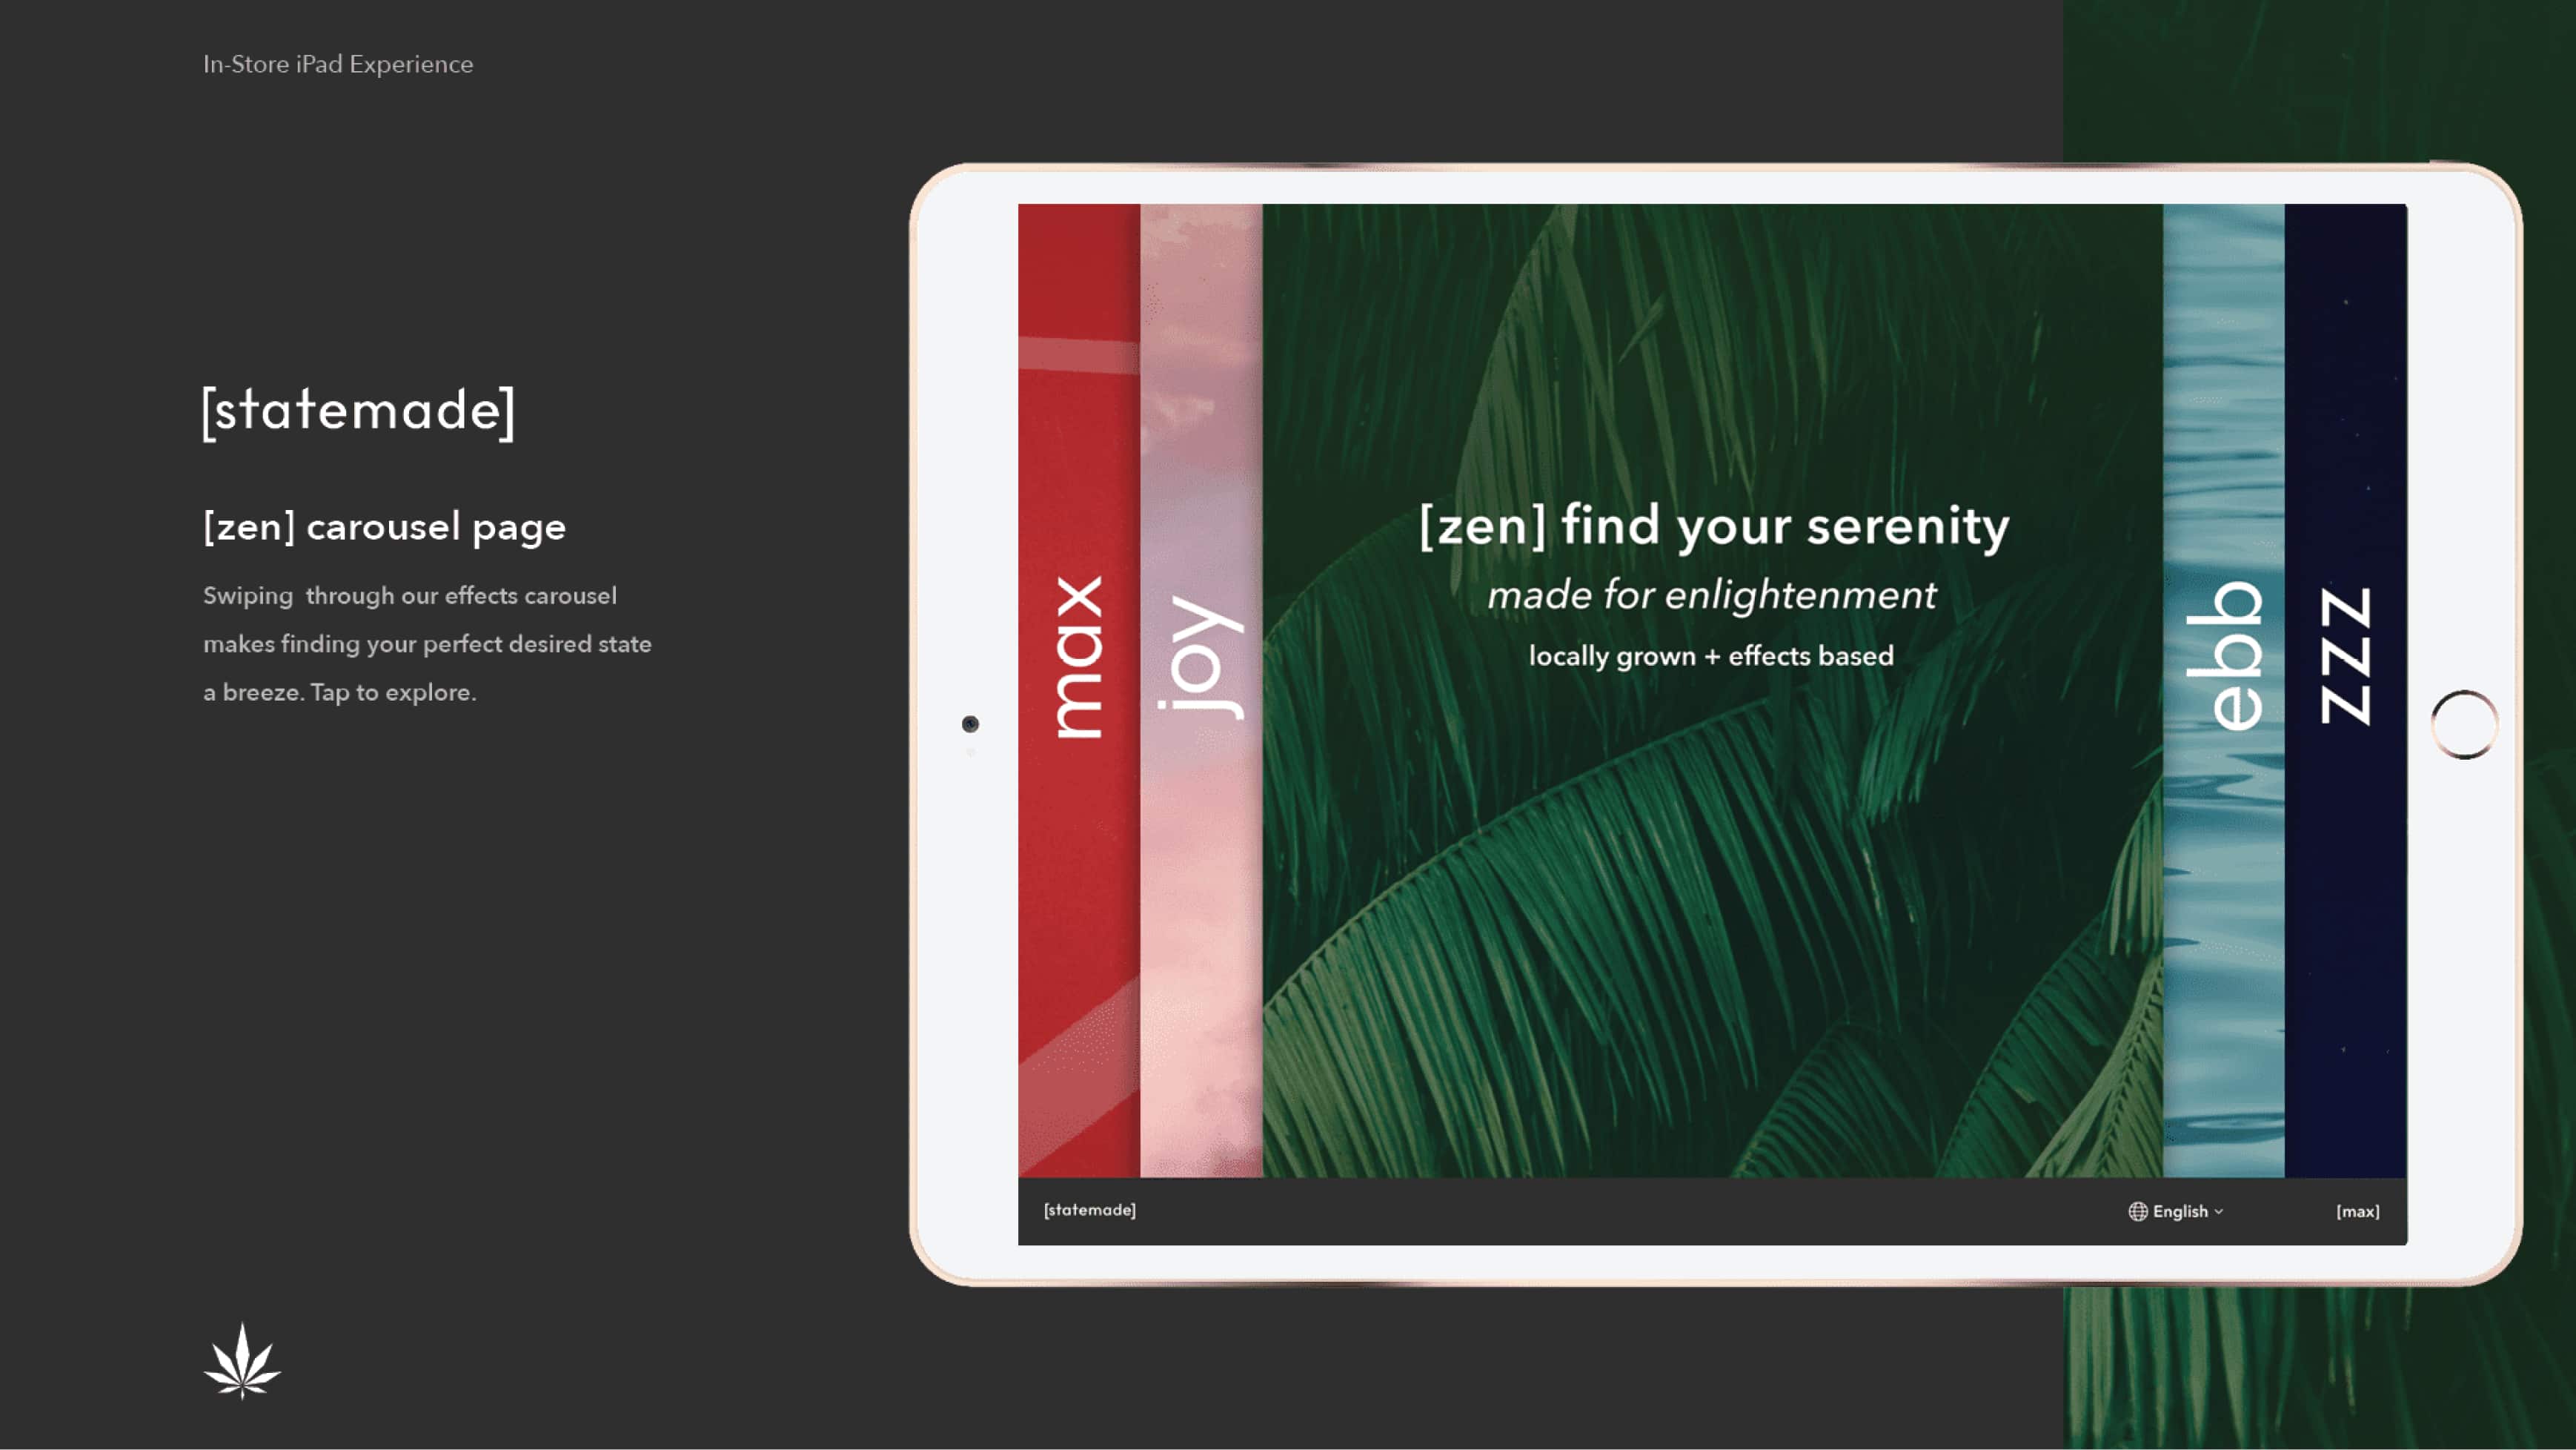 In-Store iPad Experience
[statemade]
[zen] carousel page
Swiping  through our effects carousel
makes finding your perfect desired state
a breeze. Tap to explore.
max
joy
[zen] find your serenity
made for enlightenment
locally grown + effects based
ebb
zzz
[statemade]
English
[max]